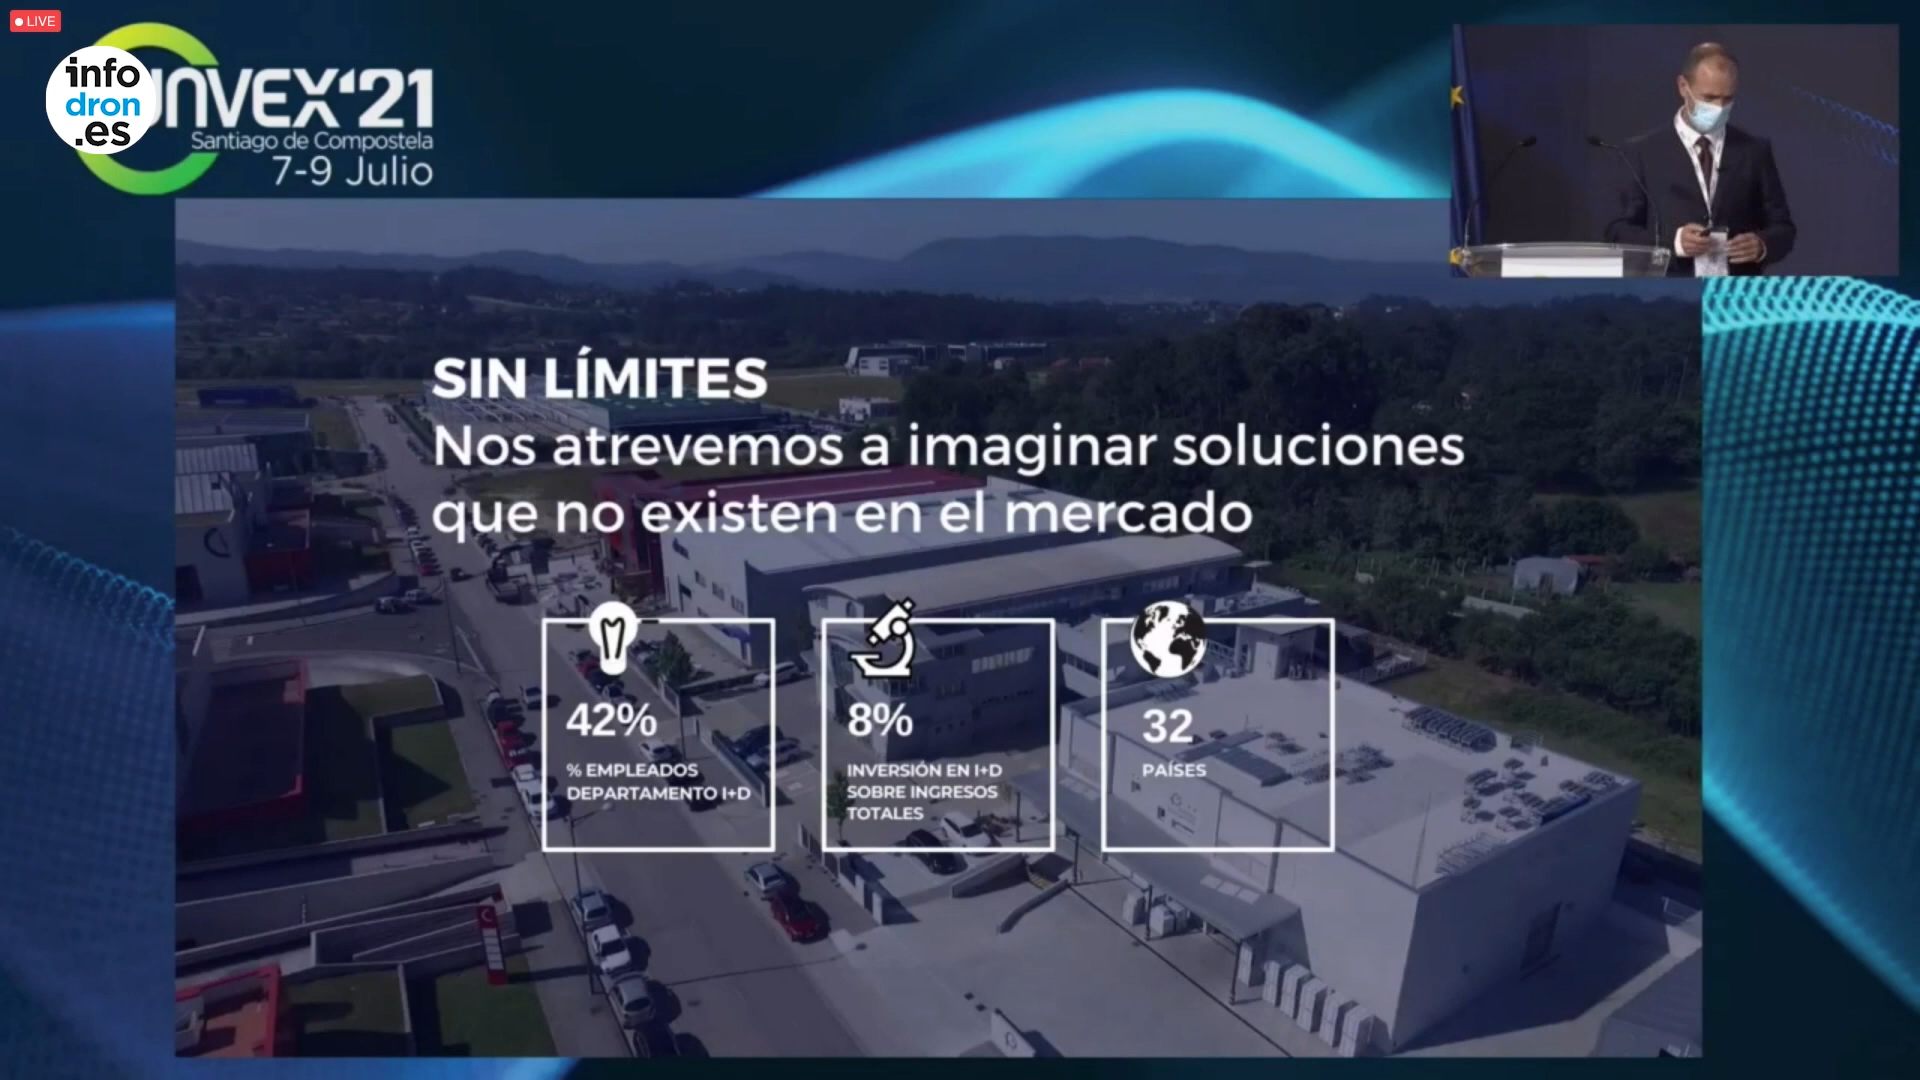 LIVE
info
dron
.es
UNVEX'21
Santiago de Compostela
7-9 Julio
SIN LÍMITES
Nos atrevemos a imaginar soluciones
que no existen en el mercado
42%
% EMPLEADOS
DEPARTAMENTO I+D
8%
INVERSIÓN EN I+D
SOBRE INGRESOS
TOTALES
32
PAÍSES